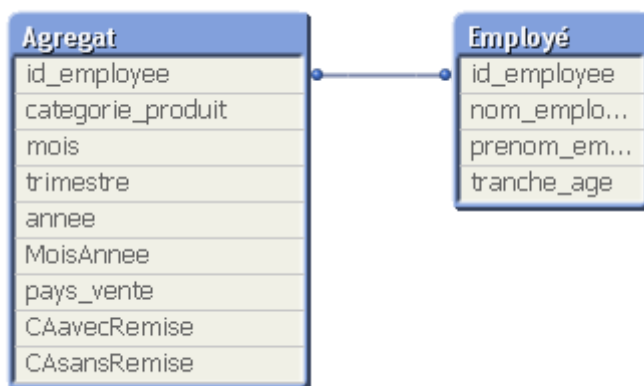 Agregat
id_employee
categorie_produit
mois
trimestre
annee
MoisAnnee
pays_vente
CAavecRemise
CAsansRemise
Employé
id_employee
nom_emplo...
prenom_em...
tranche_age